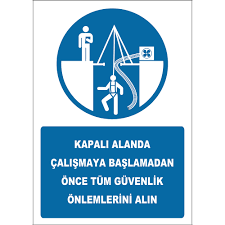 KAPALI ALANDA
ÇALIŞMAYA BAŞLAMADAN
ÖNCE TÜM GÜVENLİK
ÖNLEMLERİNİ ALIN